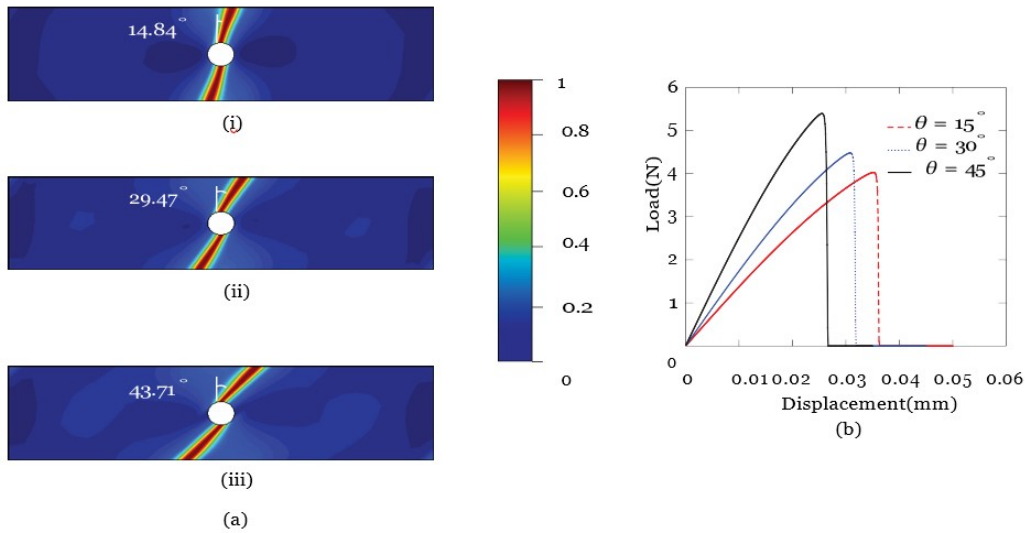 14.84°
(i)
29.47°
(ii)
43.71°
(iii)
(a)
1
0.8
0.6
0.4
0.2
0
6
5
4
3
2
1
0
Load(N)
θ = 15°
θ = 30°
θ = 45°
0 0.01 0.02 0.03 0.04 0.05 0.06
Displacement(mm)
(b)